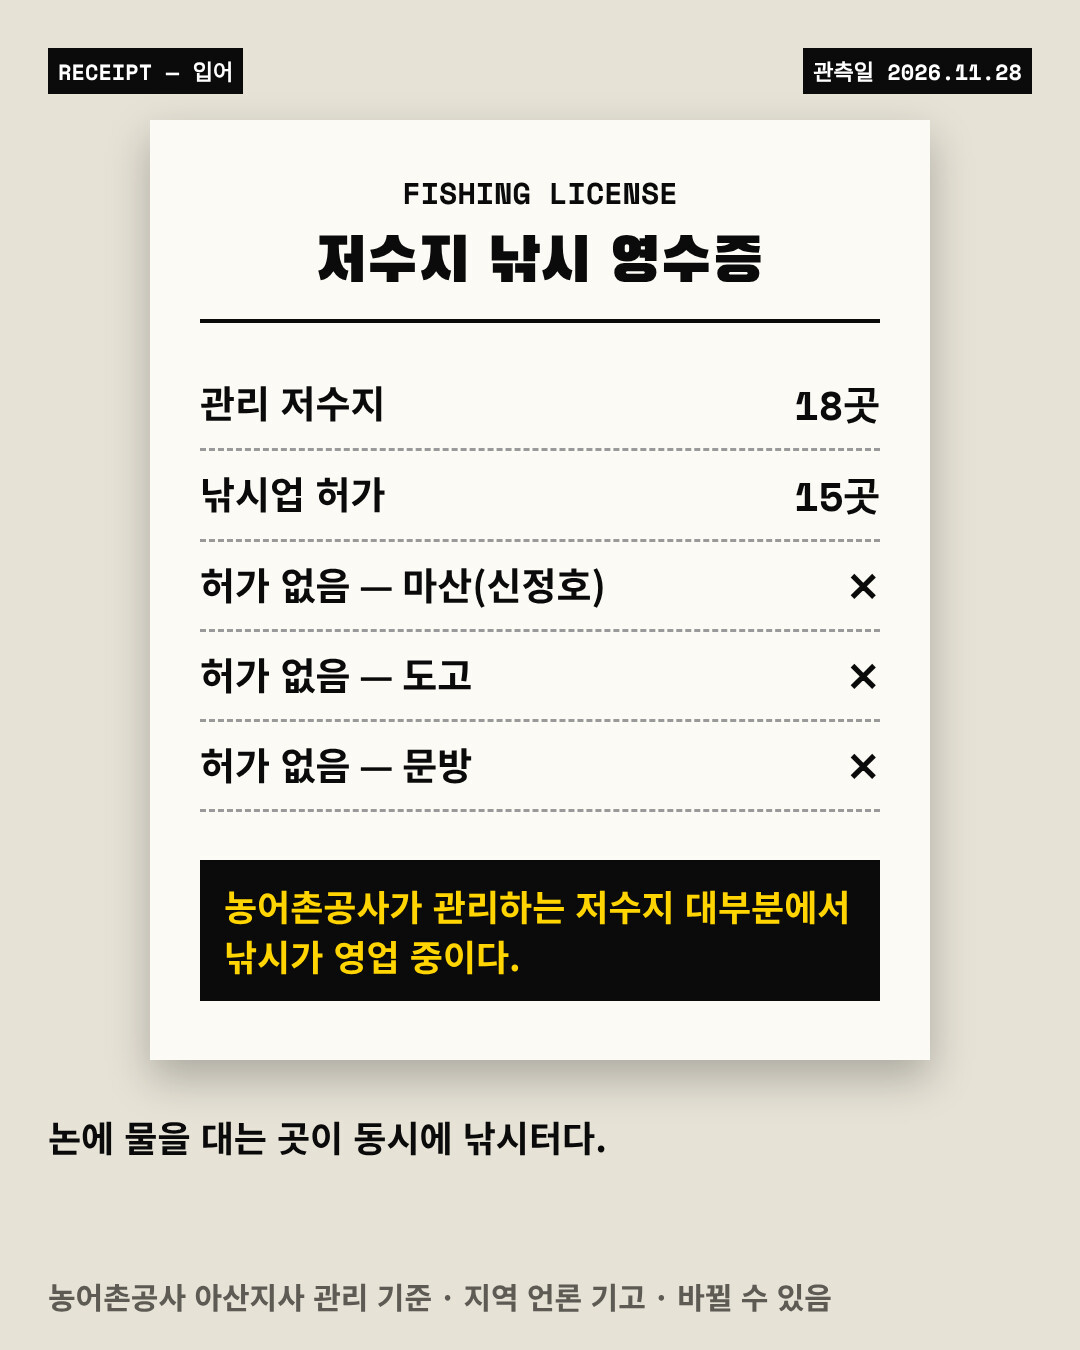 RECEIPT — 입어
관측일 2026.11.28
FISHING LICENSE
저수지 낚시 영수증
관리 저수지 18곳
낚시업 허가 15곳
허가 없음 — 마산(신정호) ✕
허가 없음 — 도고 ✕
허가 없음 — 문방 ✕
농어촌공사가 관리하는 저수지 대부분에서
낚시가 영업 중이다.
논에 물을 대는 곳이 동시에 낚시터다.
농어촌공사 아산지사 관리 기준 · 지역 언론 기고 · 바뀔 수 있음